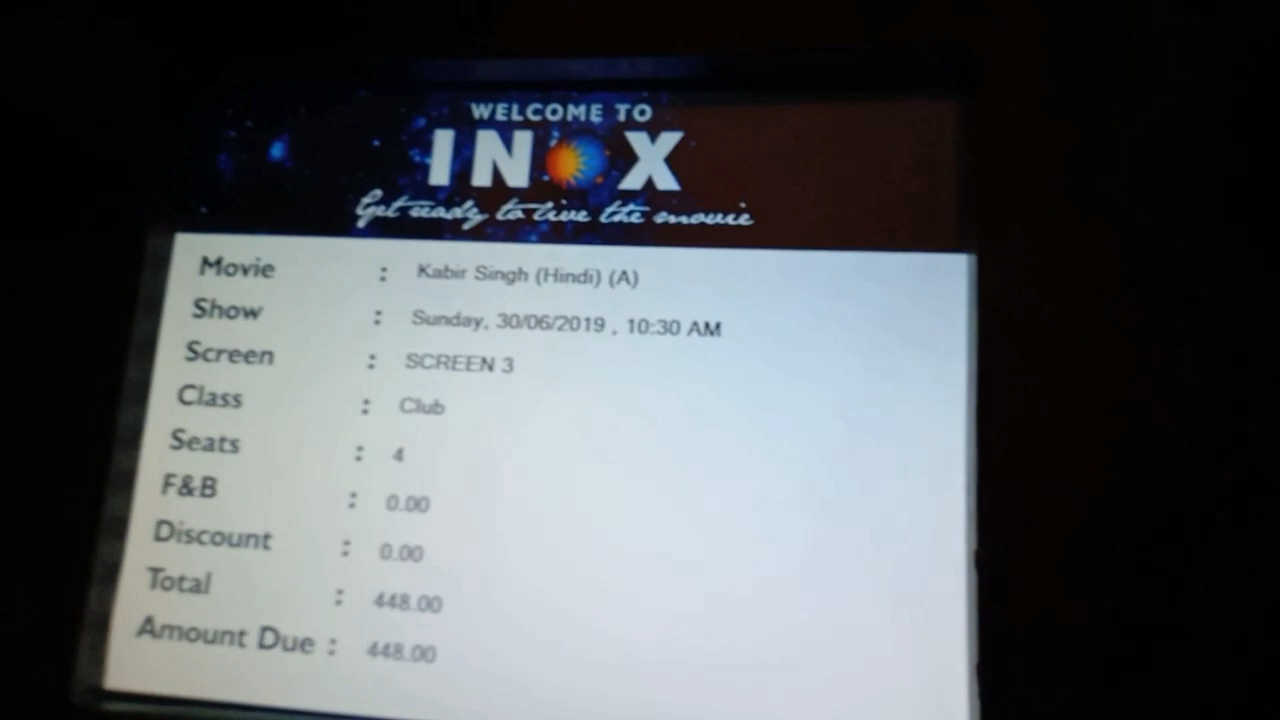 WELCOME TO
INOX
Get ready to live the movie
Movie : Kabir Singh (Hindi) (A)
Show : Sunday, 30/06/2019 , 10:30 AM
Screen : SCREEN 3
Class : Club
Seats : 4
F&B : 0.00
Discount : 0.00
Total : 448.00
Amount Due : 448.00